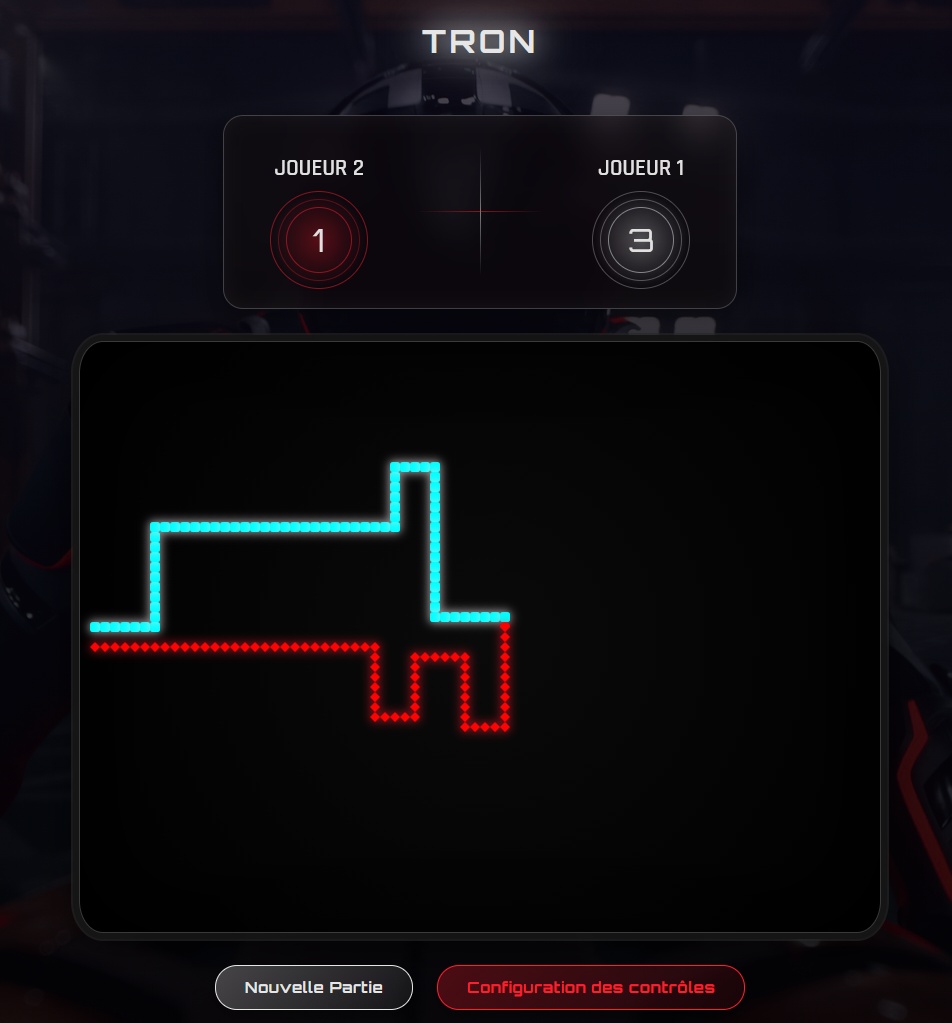 TRON
JOUEUR 2
JOUEUR 1
1
3
Nouvelle Partie
Configuration des contrôles